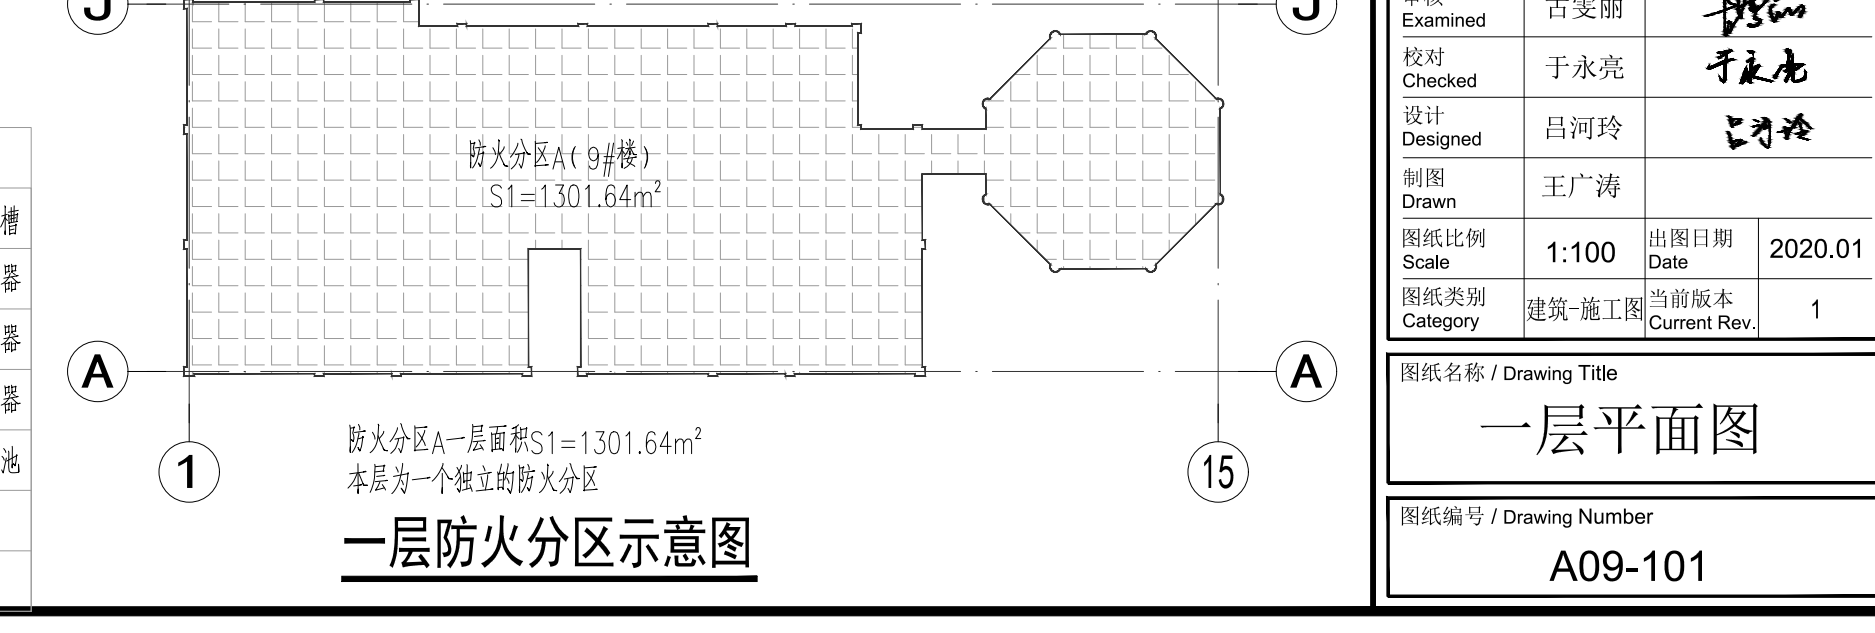 J
J
防火分区A(9#楼)
S1=1301.64m²
A
A
1
15
防火分区A一层面积S1=1301.64m²
本层为一个独立的防火分区
一层防火分区示意图
槽
器
器
器
池
Examined
古雯丽
校对
Checked
于永亮
于永亮
设计
Designed
吕河玲
吕河玲
制图
Drawn
王广涛
图纸比例
Scale
1:100
出图日期
Date
2020.01
图纸类别
Category
建筑-施工图
当前版本
Current Rev.
1
图纸名称 / Drawing Title
一层平面图
图纸编号 / Drawing Number
A09-101